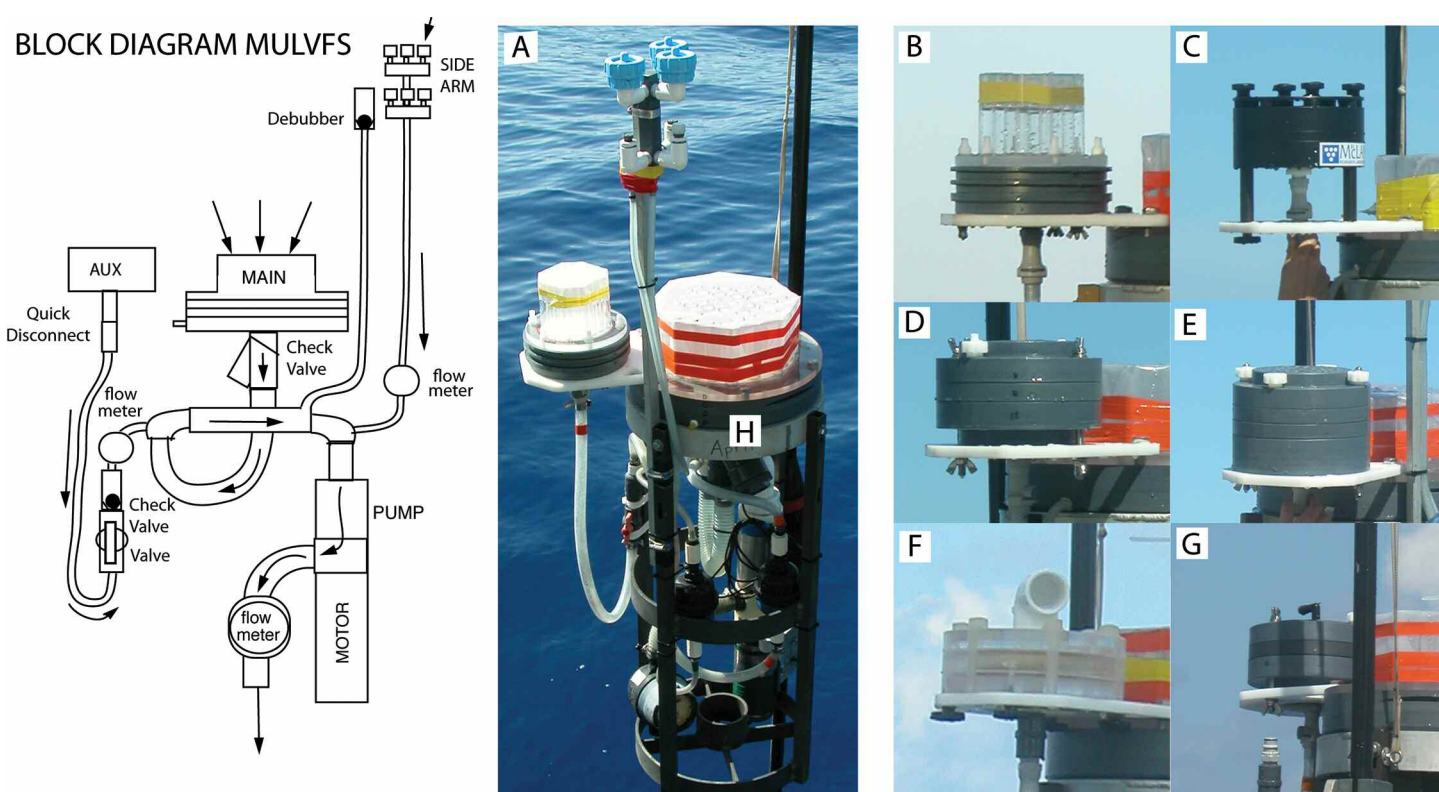 BLOCK DIAGRAM MULVFS
SIDE
ARM
Debubber
AUX
MAIN
Quick
Disconnect
Check
Valve
flow
meter
flow
meter
Check
Valve
Valve
PUMP
flow
meter
MOTOR
A
H
B
C
McLA
D
E
F
G